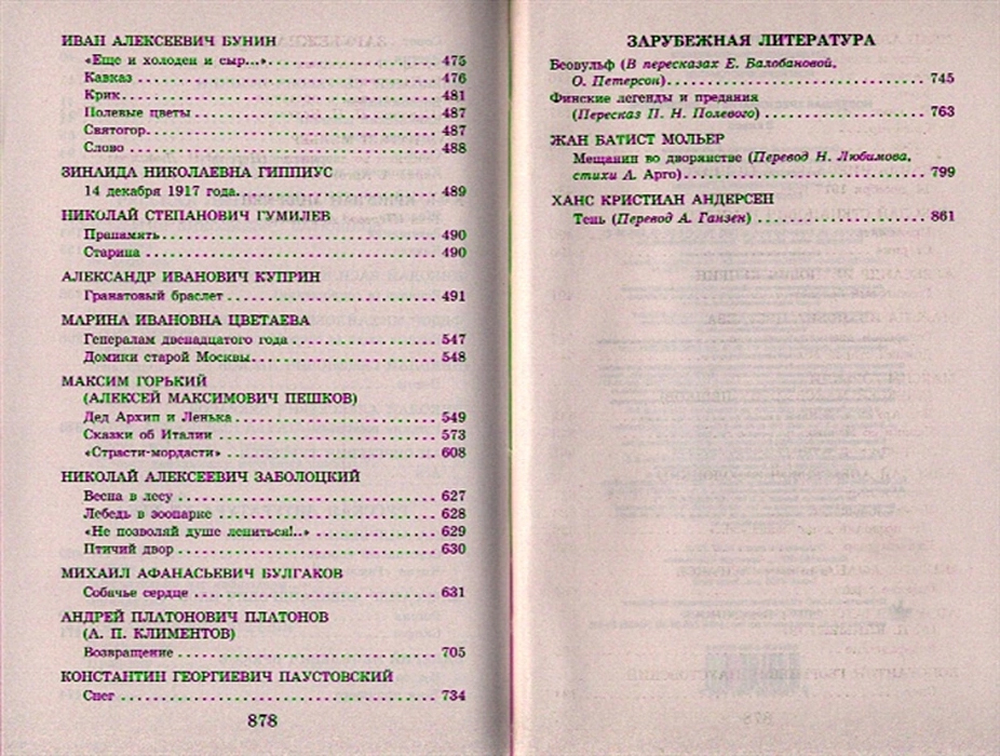 ИВАН АЛЕКСЕЕВИЧ БУНИН
«Еще и холоден и сыр...» 475
Кавказ 476
Крик 481
Полевые цветы 487
Святогор 487
Слово 488
ЗИНАИДА НИКОЛАЕВНА ГИППИУС
14 декабря 1917 года 489
НИКОЛАЙ СТЕПАНОВИЧ ГУМИЛЕВ
Прапамять 490
Старина 490
АЛЕКСАНДР ИВАНОВИЧ КУПРИН
Гранатовый браслет 491
МАРИНА ИВАНОВНА ЦВЕТАЕВА
Генералам двенадцатого года 547
Домики старой Москвы 548
МАКСИМ ГОРЬКИЙ
(АЛЕКСЕЙ МАКСИМОВИЧ ПЕШКОВ)
Дед Архип и Ленька 549
Сказки об Италии 573
«Страсти-мордасти» 608
НИКОЛАЙ АЛЕКСЕЕВИЧ ЗАБОЛОЦКИЙ
Весна в лесу 627
Лебедь в зоопарке 628
«Не позволяй душе лениться!..» 629
Птичий двор 630
МИХАИЛ АФАНАСЬЕВИЧ БУЛГАКОВ
Собачье сердце 631
АНДРЕЙ ПЛАТОНОВИЧ ПЛАТОНОВ
(А. П. КЛИМЕНТОВ)
Возвращение 705
КОНСТАНТИН ГЕОРГИЕВИЧ ПАУСТОВСКИЙ
Снег 734
878
ЗАРУБЕЖНАЯ ЛИТЕРАТУРА
Беовульф (В пересказах Е. Балобановой,
О. Петерсон) 745
Финские легенды и предания
(Пересказ П. Н. Полевого) 763
ЖАН БАТИСТ МОЛЬЕР
Мещанин во дворянстве (Перевод Н. Любимова,
стихи А. Арго) 799
ХАНС КРИСТИАН АНДЕРСЕН
Тень (Перевод А. Ганзен) 861